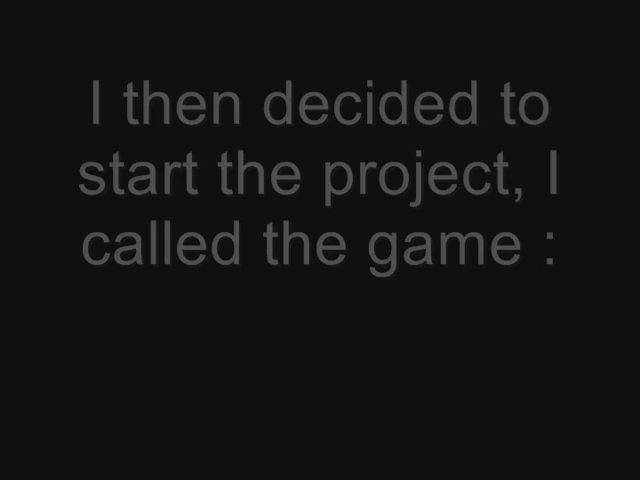 I then decided to
start the project, I
called the game :